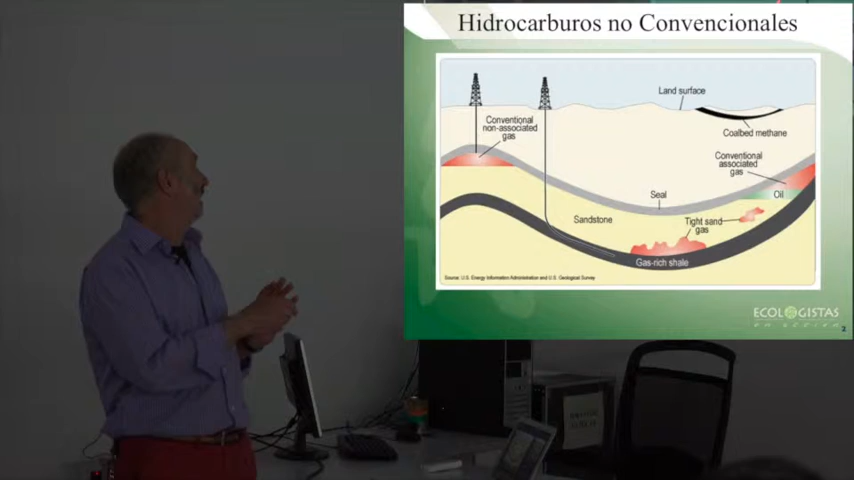 Hidrocarburos no Convencionales
Land surface
Conventional
non-associated
gas
Coalbed methane
Conventional
associated
gas
Oil
Seal
Sandstone
Tight sand
gas
Gas-rich shale
Source: U.S. Energy Information Administration and U.S. Geological Survey
ECOLOGISTAS
en acción
2